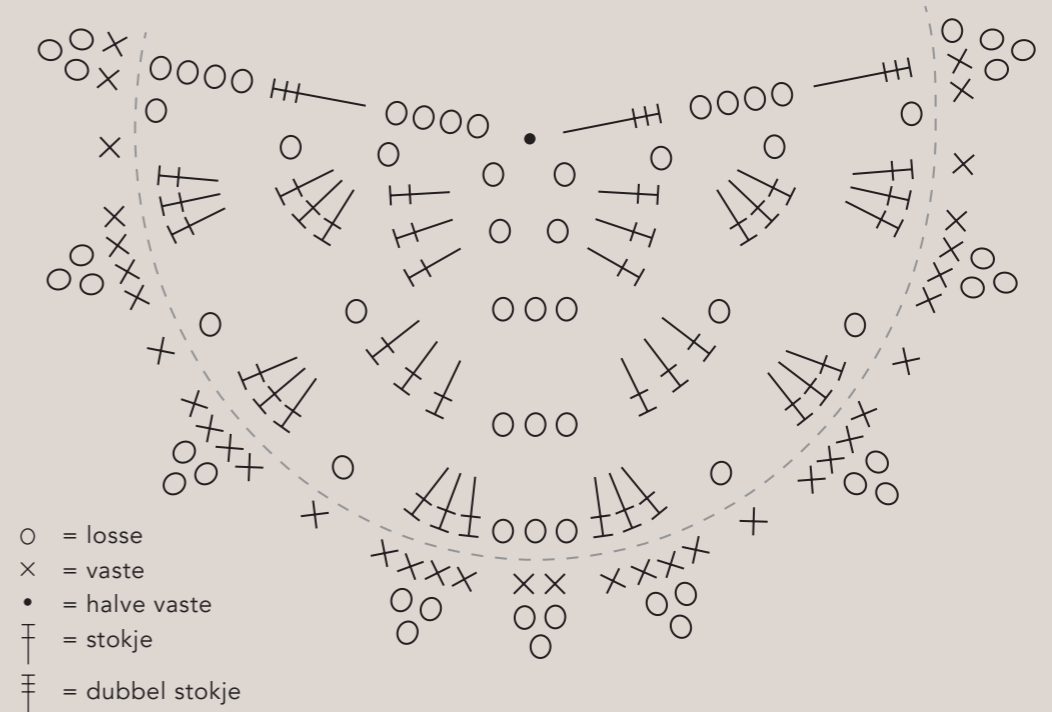 = losse
= vaste
= halve vaste
= stokje
= dubbel stokje